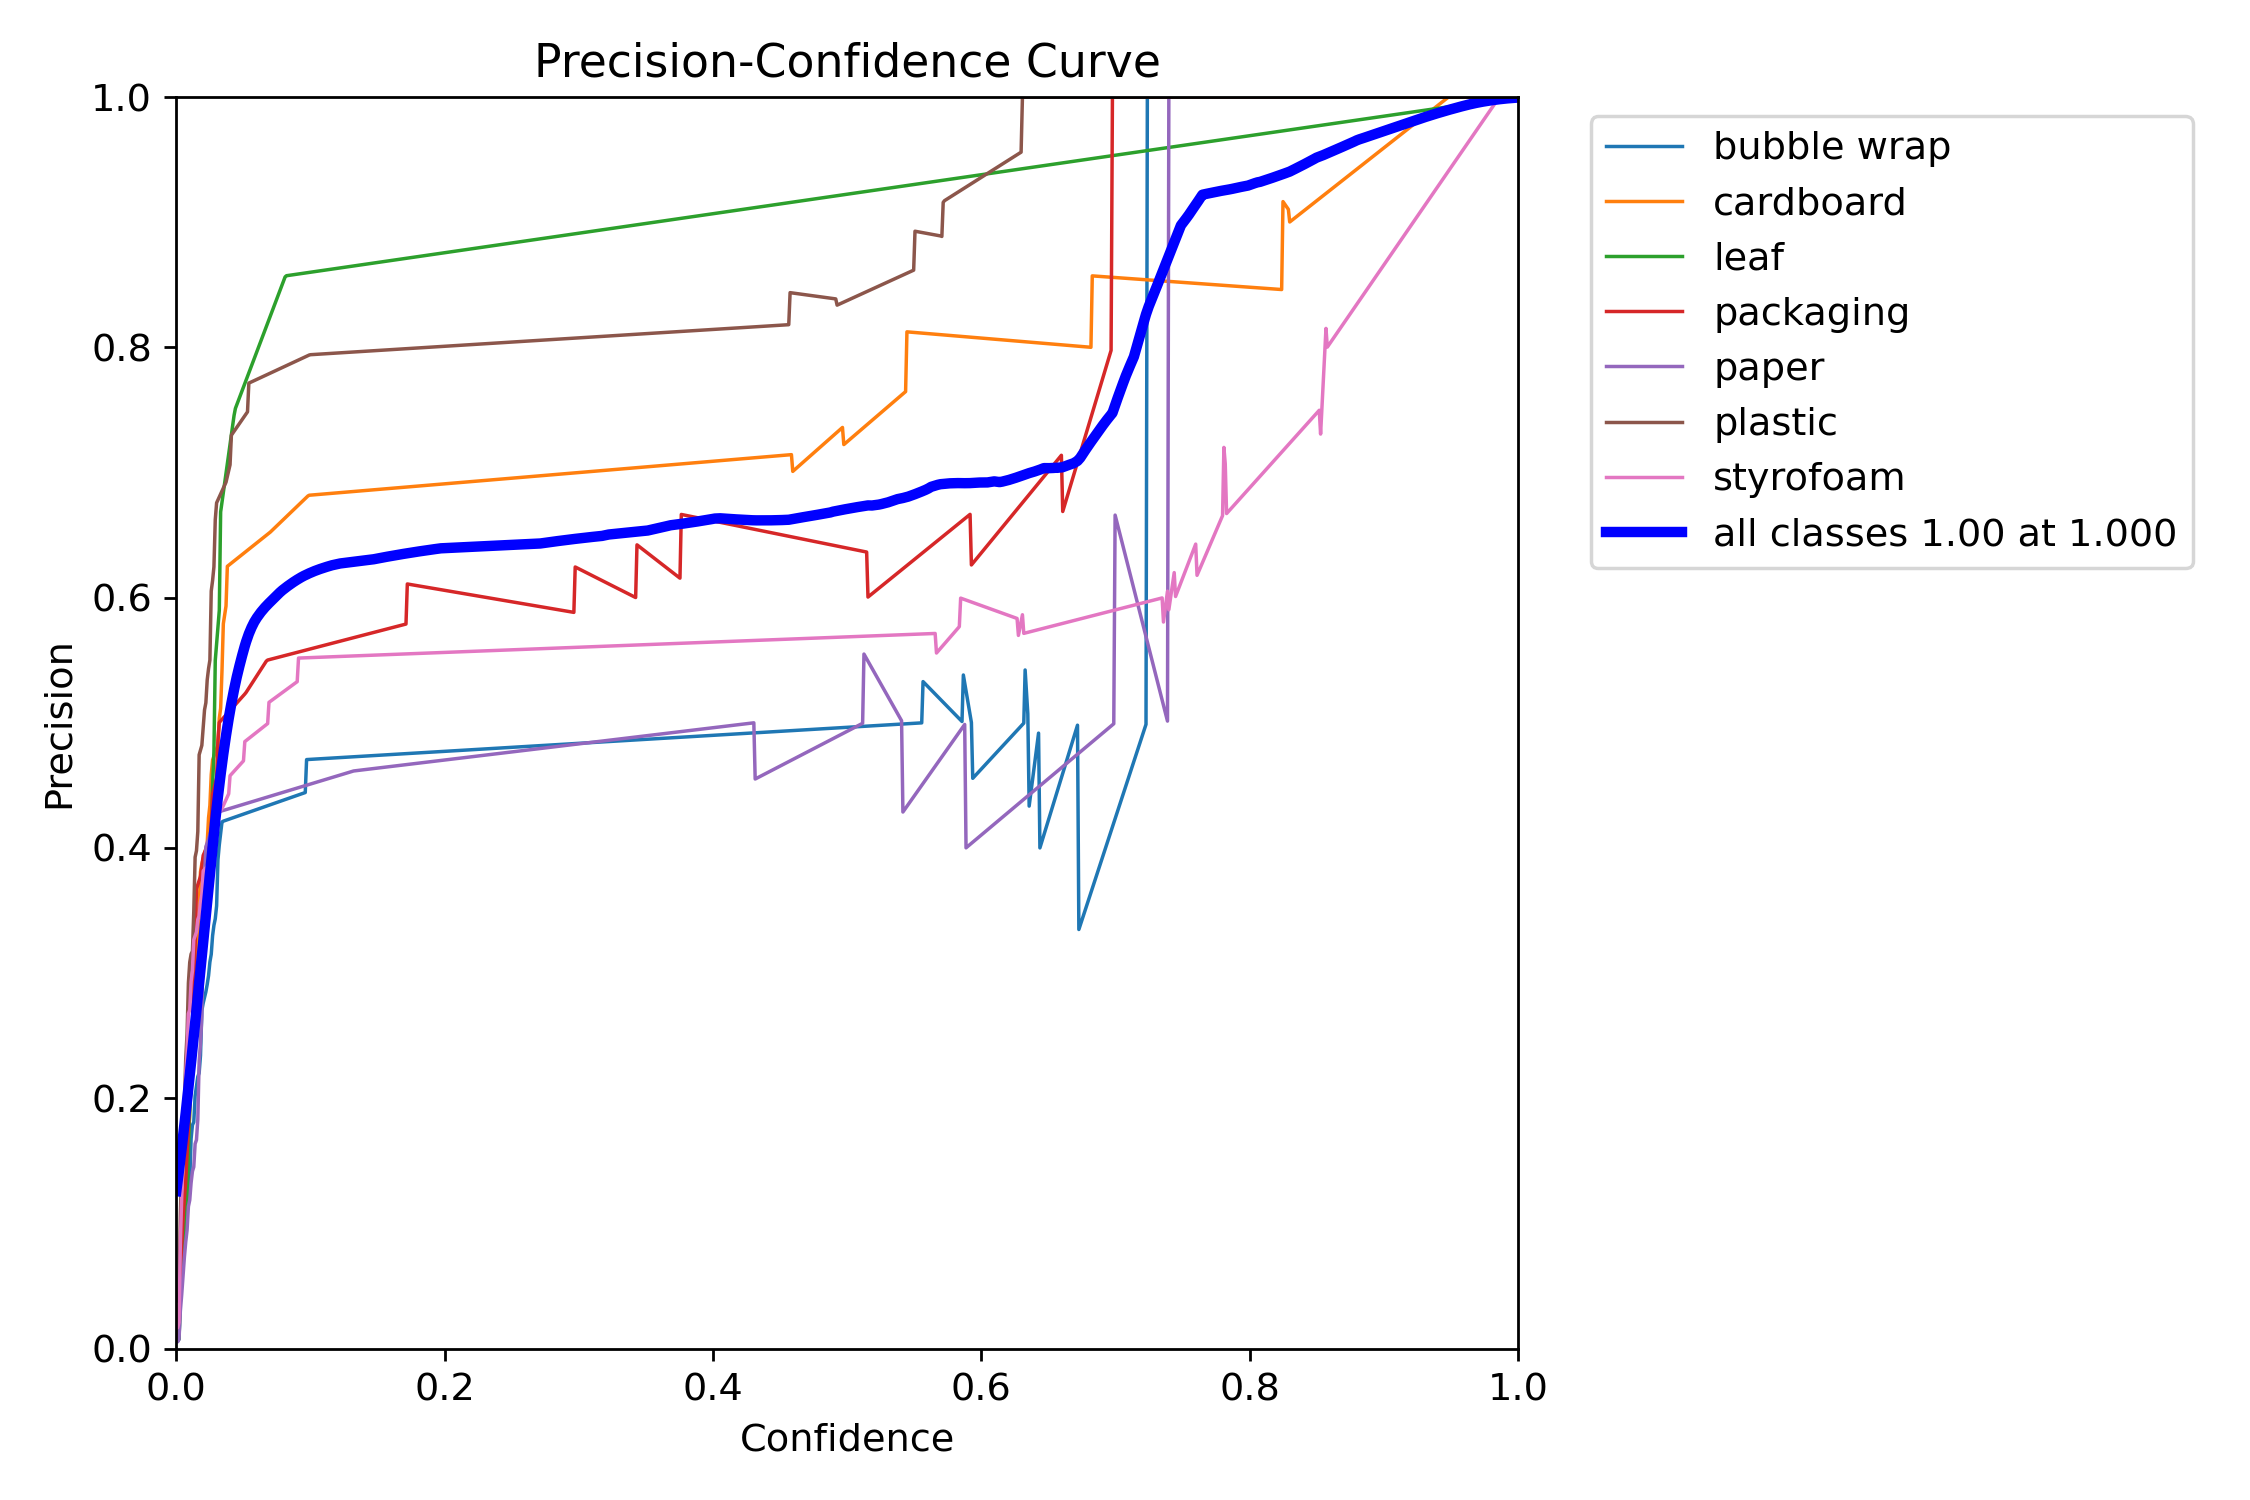 Precision-Confidence Curve
1.0
0.8
0.6
0.4
0.2
0.0
Precision
0.0 0.2 0.4 0.6 0.8 1.0
Confidence
bubble wrap
cardboard
leaf
packaging
paper
plastic
styrofoam
all classes 1.00 at 1.000